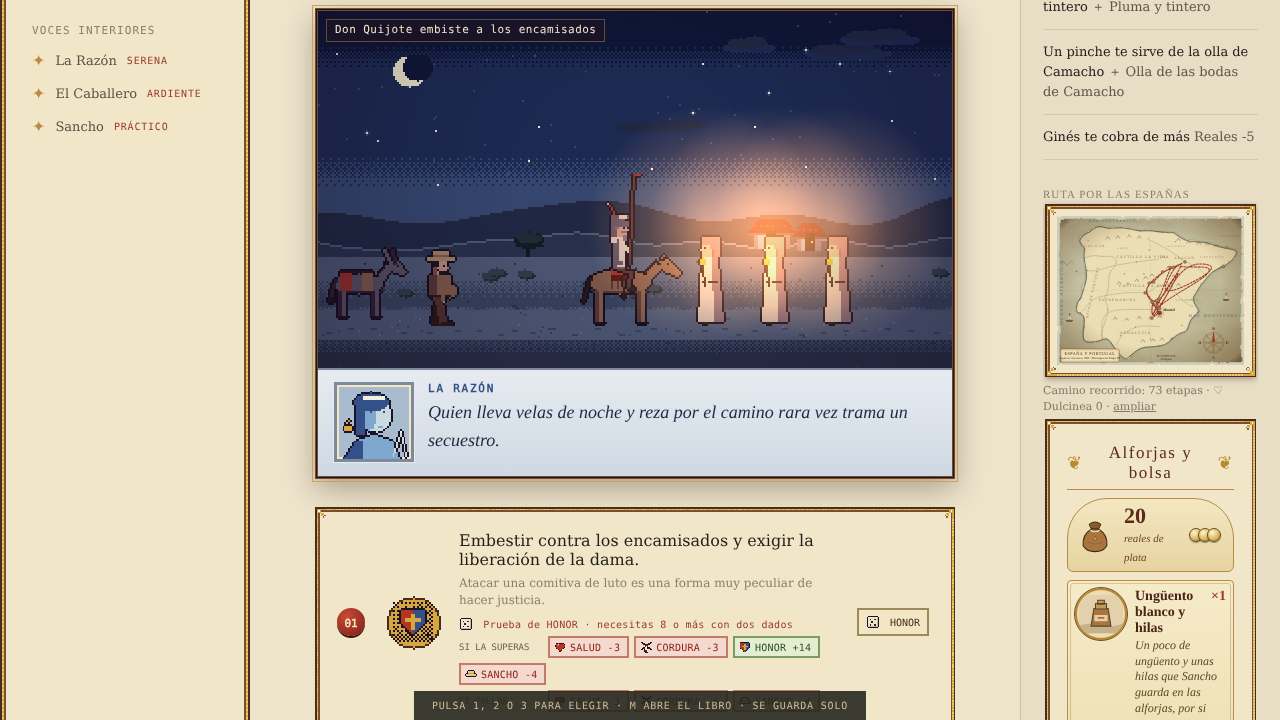 VOCES INTERIORES
La Razón SERENA
El Caballero ARDIENTE
Sancho PRÁCTICO
Don Quijote embiste a los encamisados
LA RAZÓN
Quien lleva velas de noche y reza por el camino rara vez trama un
secuestro.
01
Embestir contra los encamisados y exigir la
liberación de la dama.
Atacar una comitiva de luto es una forma muy peculiar de
hacer justicia.
Prueba de HONOR · necesitas 8 o más con dos dados
SI LA SUPERAS
SALUD -3
CORDURA -3
HONOR +14
SANCHO -4
HONOR
PULSA 1, 2 O 3 PARA ELEGIR · M ABRE EL LIBRO · SE GUARDA SOLO
tintero + Pluma y tintero
Un pinche te sirve de la olla de
Camacho + Olla de las bodas
de Camacho
Ginés te cobra de más Reales -5
RUTA POR LAS ESPAÑAS
ESPAÑA Y PORTUGAL
Camino recorrido: 73 etapas · ♡
Dulcinea 0 · ampliar
Alforjas y
bolsa
20
reales de
plata
Ungüento ×1
blanco y
hilas
Un poco de
ungüento y unas
hilas que Sancho
guarda en las
alforjas, por si